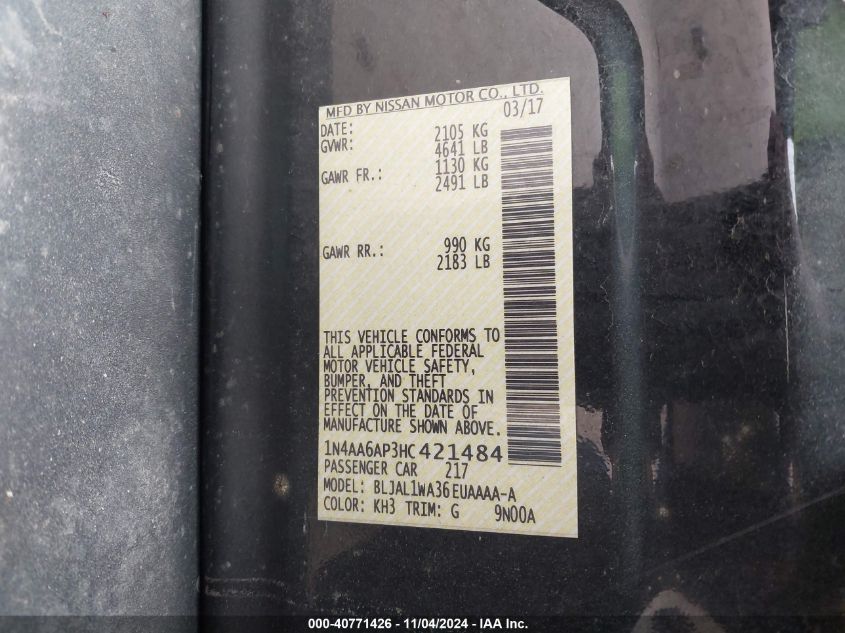 MFD BY NISSAN MOTOR CO., LTD.
03/17
DATE: 2105 KG
GVWR: 4641 LB
GAWR FR.: 1130 KG
2491 LB
GAWR RR.: 990 KG
2183 LB
THIS VEHICLE CONFORMS TO
ALL APPLICABLE FEDERAL
MOTOR VEHICLE SAFETY,
BUMPER, AND THEFT
PREVENTION STANDARDS IN
EFFECT ON THE DATE OF
MANUFACTURE SHOWN ABOVE.
1N4AA6AP3HC421484
PASSENGER CAR 217
MODEL: BLJAL1WA36EUAAAA-A
COLOR: KH3 TRIM: G 9N00A
000-40771426 - 11/04/2024 - IAA Inc.